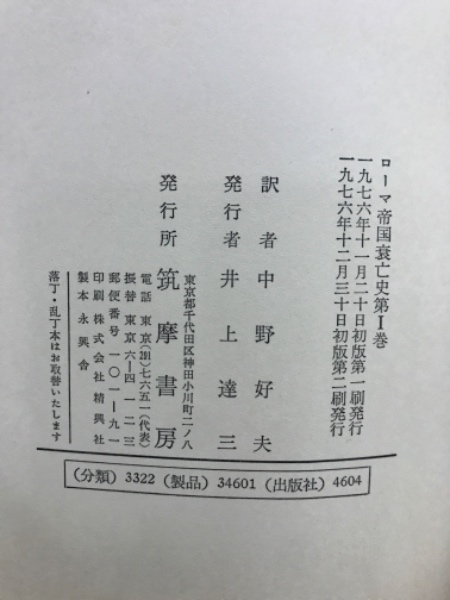 ローマ帝国衰亡史第Ⅰ巻
一九七六年十一月二十日初版第一刷発行
一九七六年十二月三十日初版第二刷発行
訳者 中野好夫
発行者 井上達三
発行所 筑摩書房
東京都千代田区神田小川町二ノ八
電話 東京(291)七六五一(代表)
振替 東京六―四一二三
郵便番号 一〇一―九一
印刷 株式会社 精興社
製本 永興舎
落丁・乱丁本はお取替いたします
(分類) 3322 (製品) 34601 (出版社) 4604